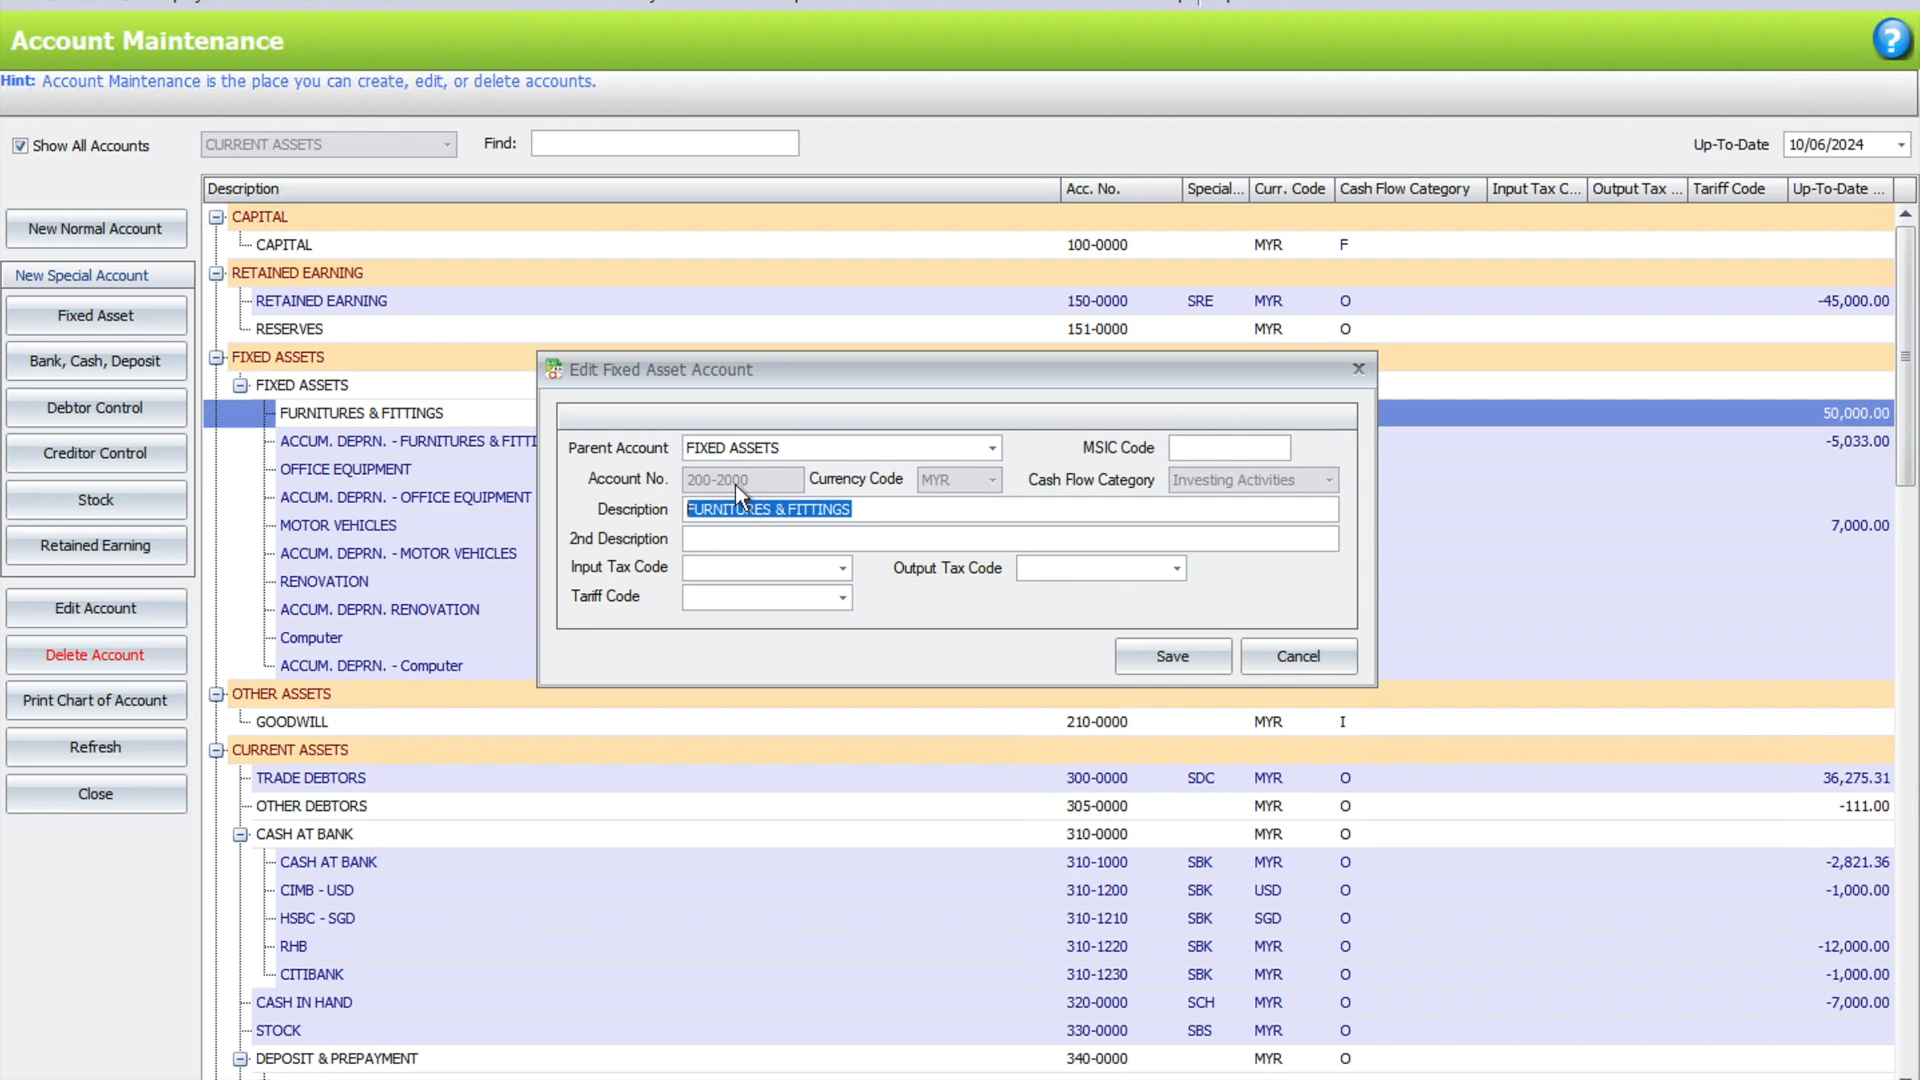 Account Maintenance
Hint: Account Maintenance is the place you can create, edit, or delete accounts.
Show All Accounts
CURRENT ASSETS
Find:
Up-To-Date 10/06/2024
New Normal Account
New Special Account
Fixed Asset
Bank, Cash, Deposit
Debtor Control
Creditor Control
Stock
Retained Earning
Edit Account
Delete Account
Print Chart of Account
Refresh
Close
Description Acc. No. Special... Curr. Code Cash Flow Category Input Tax C... Output Tax ... Tariff Code Up-To-Date ...
CAPITAL
CAPITAL 100-0000 MYR F
RETAINED EARNING
RETAINED EARNING 150-0000 SRE MYR O -45,000.00
RESERVES 151-0000 MYR O
FIXED ASSETS
FIXED ASSETS
FURNITURES & FITTINGS 50,000.00
ACCUM. DEPRN. - FURNITURES & FITTI -5,033.00
OFFICE EQUIPMENT
ACCUM. DEPRN. - OFFICE EQUIPMENT
MOTOR VEHICLES 7,000.00
ACCUM. DEPRN. - MOTOR VEHICLES
RENOVATION
ACCUM. DEPRN. RENOVATION
Computer
ACCUM. DEPRN. - Computer
OTHER ASSETS
GOODWILL 210-0000 MYR I
CURRENT ASSETS
TRADE DEBTORS 300-0000 SDC MYR O 36,275.31
OTHER DEBTORS 305-0000 MYR O -111.00
CASH AT BANK 310-0000 MYR O
CASH AT BANK 310-1000 SBK MYR O -2,821.36
CIMB - USD 310-1200 SBK USD O -1,000.00
HSBC - SGD 310-1210 SBK SGD O
RHB 310-1220 SBK MYR O -12,000.00
CITIBANK 310-1230 SBK MYR O -1,000.00
CASH IN HAND 320-0000 SCH MYR O -7,000.00
STOCK 330-0000 SBS MYR O
DEPOSIT & PREPAYMENT 340-0000 MYR O
Edit Fixed Asset Account
Parent Account FIXED ASSETS MSIC Code
Account No. 200-2000 Currency Code MYR Cash Flow Category Investing Activities
Description FURNITURES & FITTINGS
2nd Description
Input Tax Code Output Tax Code
Tariff Code
Save Cancel